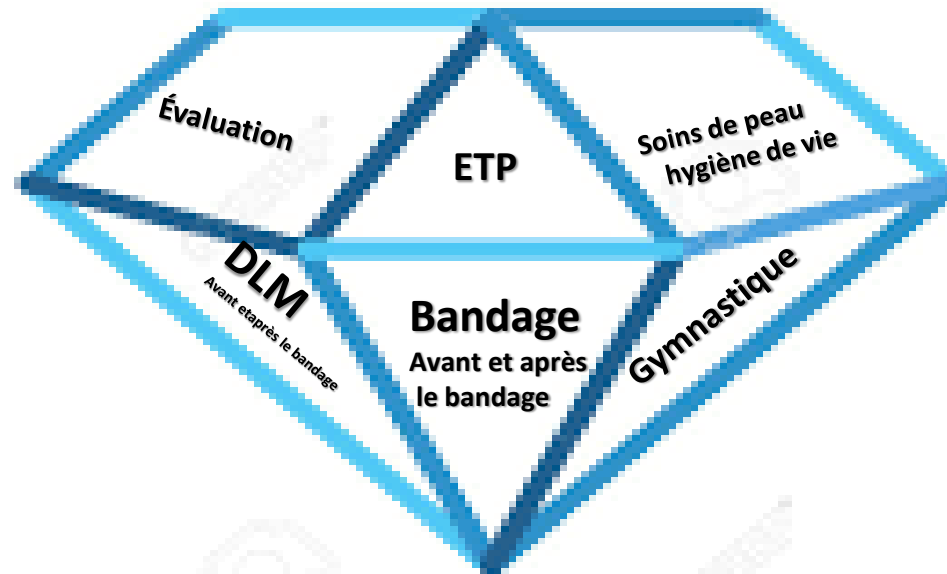 Évaluation
ETP
Soins de peau
hygiène de vie
DLM
Avant etaprès le bandage
Bandage
Avant et après
le bandage
Gymnastique